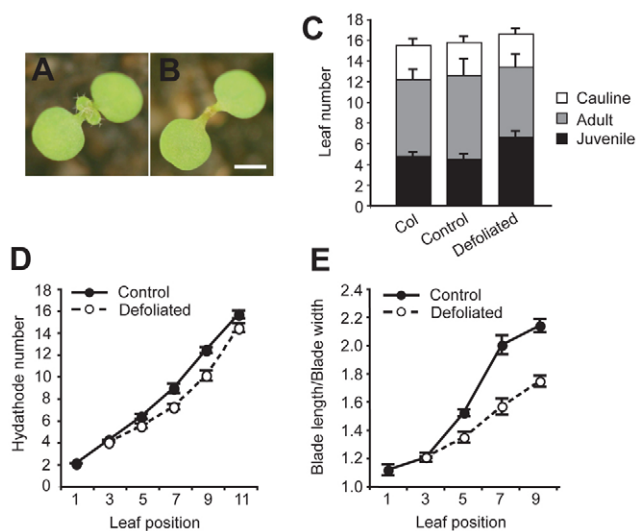 A
B
C
Leaf number
18
16
14
12
10
8
6
4
2
0
Col
Control
Defoliated
Cauline
Adult
Juvenile
D
Hydathode number
18
16
14
12
10
8
6
4
2
0
Control
Defoliated
1 3 5 7 9 11
Leaf position
E
Blade length/Blade width
2.4
2.2
2.0
1.8
1.6
1.4
1.2
1.0
Control
Defoliated
1 3 5 7 9
Leaf position